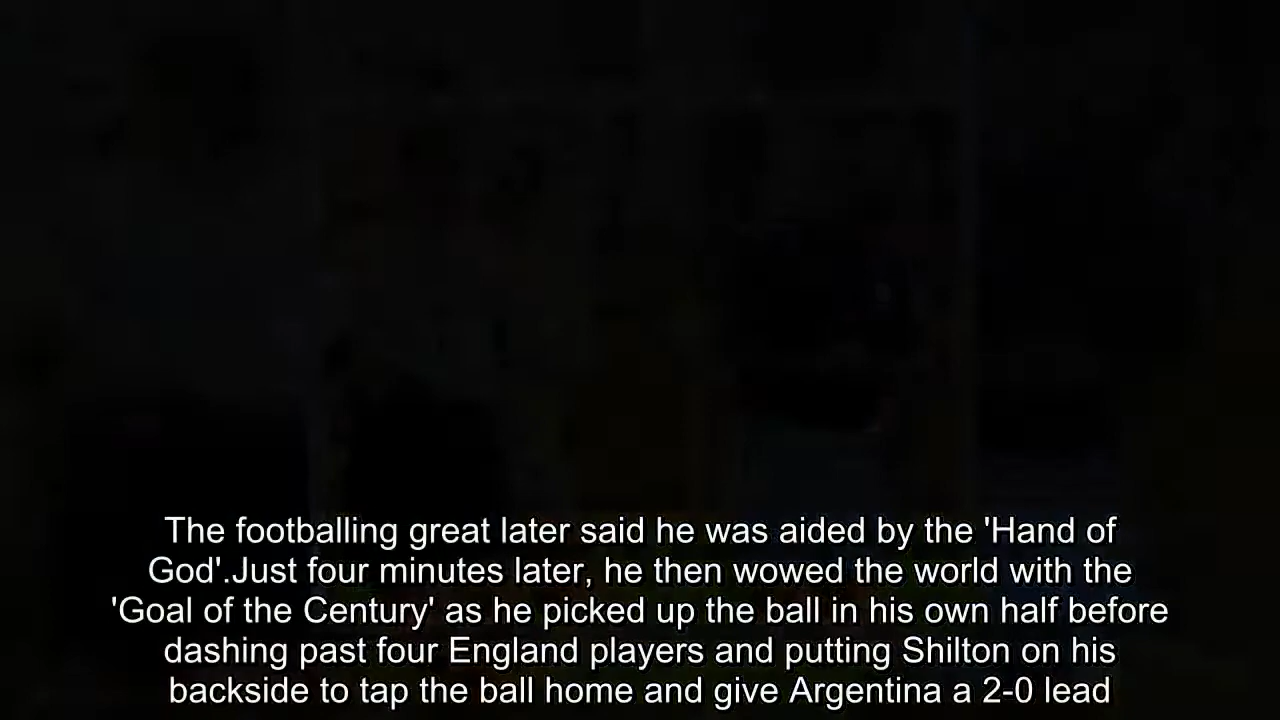 The footballing great later said he was aided by the 'Hand of
God'.Just four minutes later, he then wowed the world with the
'Goal of the Century' as he picked up the ball in his own half before
dashing past four England players and putting Shilton on his
backside to tap the ball home and give Argentina a 2-0 lead